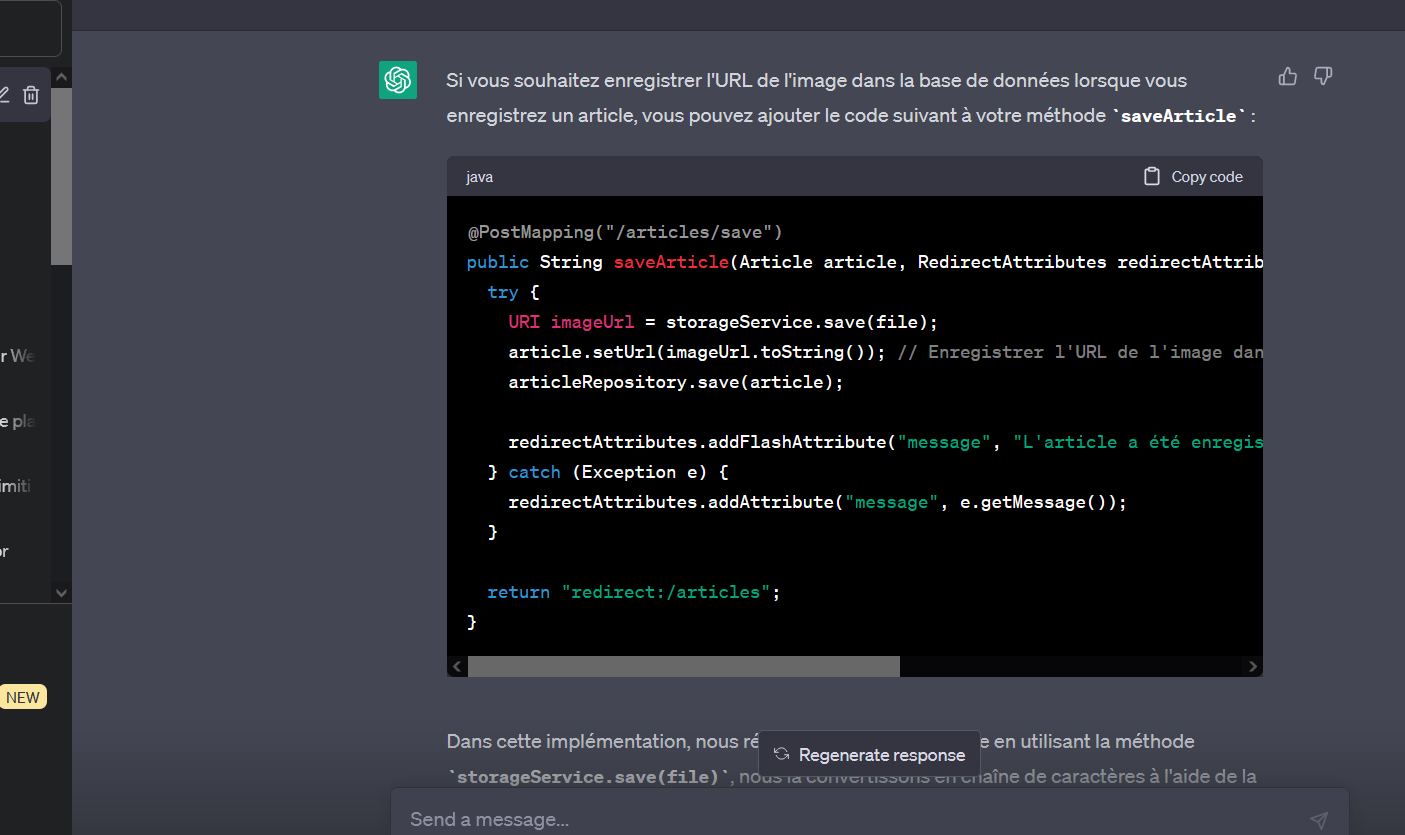 Si vous souhaitez enregistrer l'URL de l'image dans la base de données lorsque vous
enregistrez un article, vous pouvez ajouter le code suivant à votre méthode `saveArticle` :
java
Copy code
@PostMapping("/articles/save")
public String saveArticle(Article article, RedirectAttributes redirectAttrib
try {
URI imageUrl = storageService.save(file);
article.setUrl(imageUrl.toString()); // Enregistrer l'URL de l'image dan
articleRepository.save(article);
redirectAttributes.addFlashAttribute("message", "L'article a été enregis
} catch (Exception e) {
redirectAttributes.addAttribute("message", e.getMessage());
}
return "redirect:/articles";
}
r We
e pla
imiti
or
NEW
Dans cette implémentation, nous ré
e en utilisant la méthode
Regenerate response
`storageService.save(file)`, nous la convertissons en chaîne de caractères à l'aide de la
Send a message...